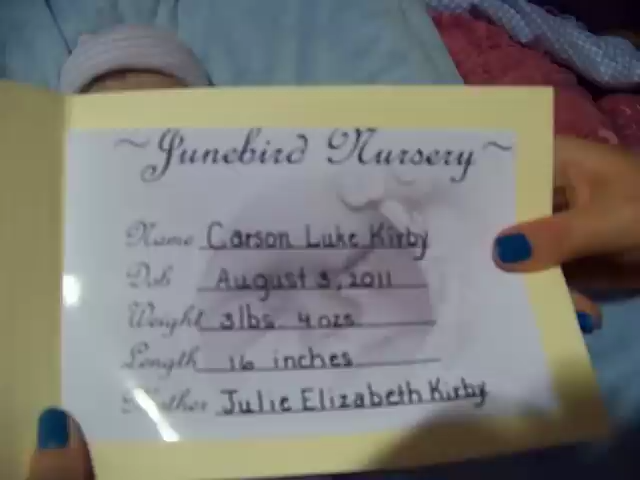 ~Junebird Nursery~
Name Carson Luke Kirby
Dob August 3, 2011
Weight 3lbs 4ozs
Length 16 inches
Mother Julie Elizabeth Kirby